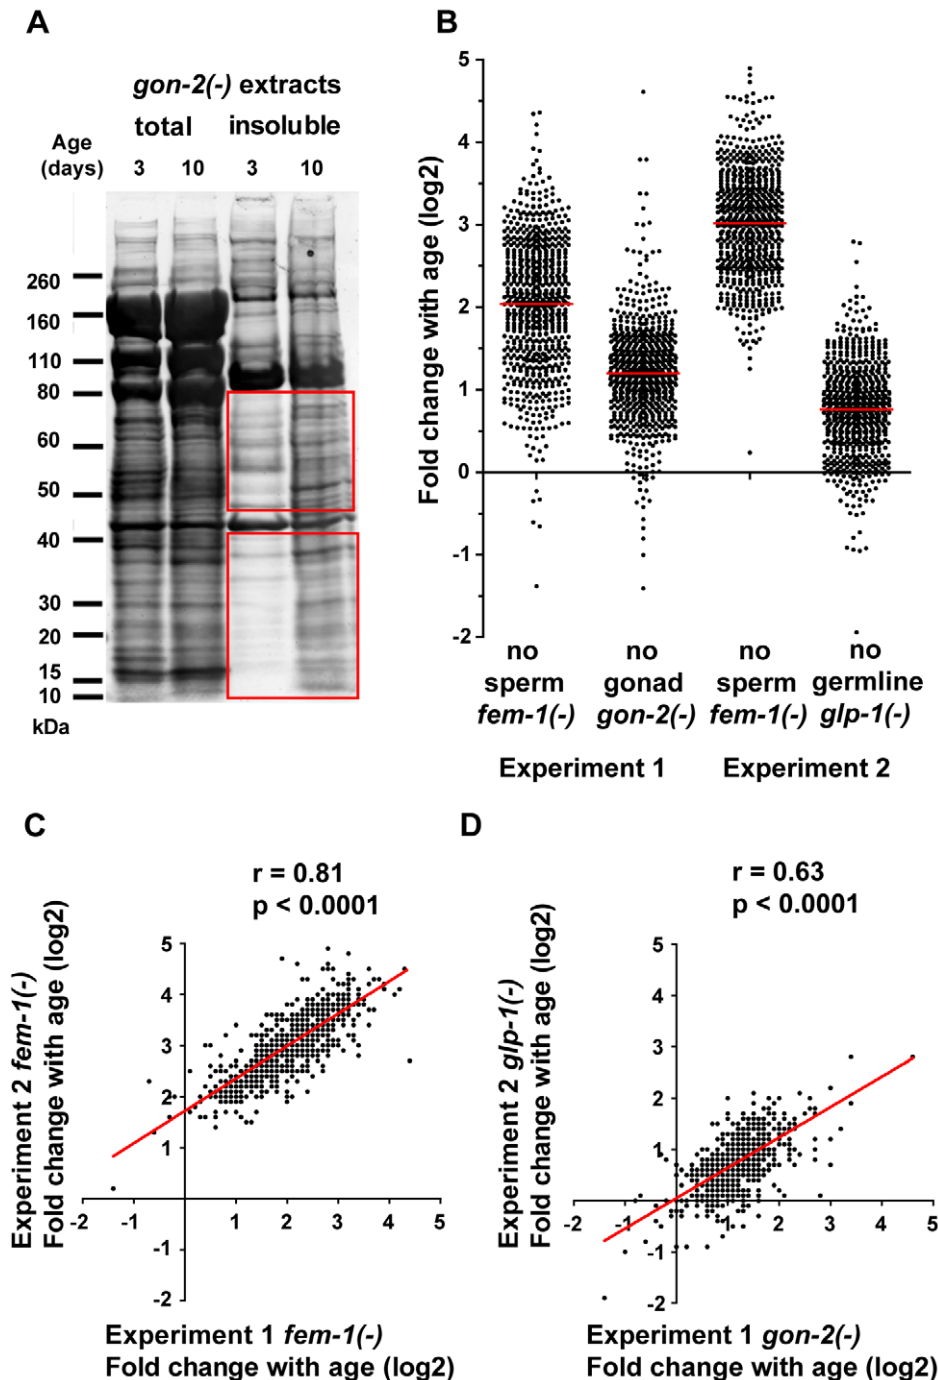 A
gon-2(-) extracts
total insoluble
Age
(days) 3 10 3 10
260
160
110
80
60
50
40
30
20
15
10
kDa
B
Fold change with age (log2)
5
4
3
2
1
0
-1
-2
no sperm fem-1(-)
no gonad gon-2(-)
no sperm fem-1(-)
no germline glp-1(-)
Experiment 1 Experiment 2
C
r = 0.81
p < 0.0001
Experiment 2 fem-1(-)
Fold change with age (log2)
5
4
3
2
1
-1
-2
-2 -1 1 2 3 4 5
Experiment 1 fem-1(-)
Fold change with age (log2)
D
r = 0.63
p < 0.0001
Experiment 2 glp-1(-)
Fold change with age (log2)
5
4
3
2
1
-1
-2
-2 -1 1 2 3 4 5
Experiment 1 gon-2(-)
Fold change with age (log2)